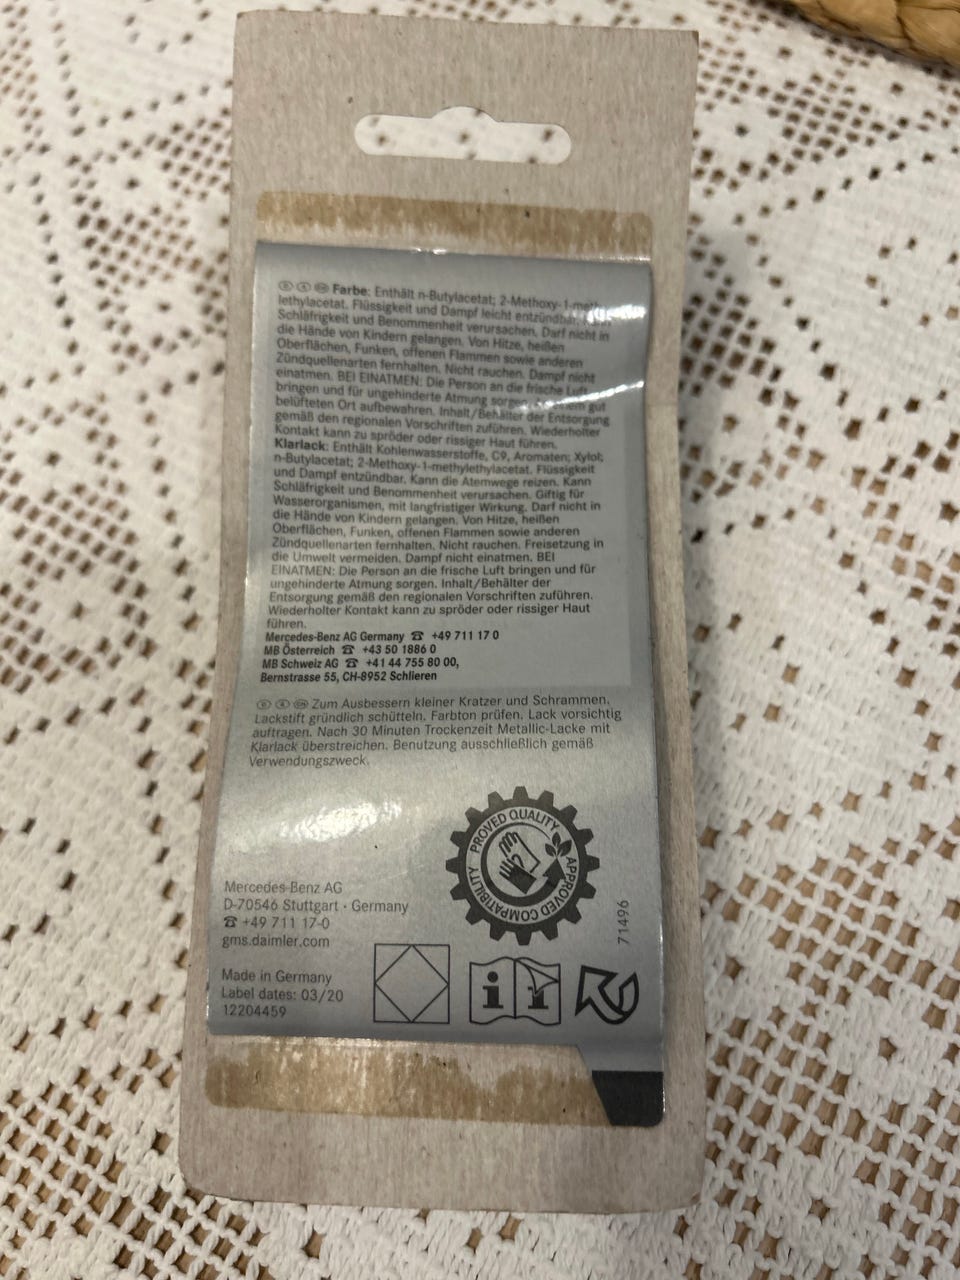 D A CH Farbe: Enthält n-Butylacetat; 2-Methoxy-1-methy-
lethylacetat. Flüssigkeit und Dampf leicht entzündbar. Kann
Schläfrigkeit und Benommenheit verursachen. Darf nicht in
die Hände von Kindern gelangen. Von Hitze, heißen
Oberflächen, Funken, offenen Flammen sowie anderen
Zündquellenarten fernhalten. Nicht rauchen. Dampf nicht
einatmen. BEI EINATMEN: Die Person an die frische Luft
bringen und für ungehinderte Atmung sorgen. An einem gut
belüfteten Ort aufbewahren. Inhalt/Behälter der Entsorgung
gemäß den regionalen Vorschriften zuführen. Wiederholter
Kontakt kann zu spröder oder rissiger Haut führen.
Klarlack: Enthält Kohlenwasserstoffe, C9, Aromaten; Xylol;
n-Butylacetat; 2-Methoxy-1-methylethylacetat. Flüssigkeit
und Dampf entzündbar. Kann die Atemwege reizen. Kann
Schläfrigkeit und Benommenheit verursachen. Giftig für
Wasserorganismen, mit langfristiger Wirkung. Darf nicht in
die Hände von Kindern gelangen. Von Hitze, heißen
Oberflächen, Funken, offenen Flammen sowie anderen
Zündquellenarten fernhalten. Nicht rauchen. Freisetzung in
die Umwelt vermeiden. Dampf nicht einatmen. BEI
EINATMEN: Die Person an die frische Luft bringen und für
ungehinderte Atmung sorgen. Inhalt/Behälter der
Entsorgung gemäß den regionalen Vorschriften zuführen.
Wiederholter Kontakt kann zu spröder oder rissiger Haut
führen.
Mercedes-Benz AG Germany ☎ +49 711 17 0
MB Österreich ☎ +43 50 1886 0
MB Schweiz AG ☎ +41 44 755 80 00,
Bernstrasse 55, CH-8952 Schlieren
D A CH Zum Ausbessern kleiner Kratzer und Schrammen.
Lackstift gründlich schütteln. Farbton prüfen. Lack vorsichtig
auftragen. Nach 30 Minuten Trockenzeit Metallic-Lacke mit
Klarlack überstreichen. Benutzung ausschließlich gemäß
Verwendungszweck.
PROVED QUALITY
APPROVED COMPATIBILITY
71496
Mercedes-Benz AG
D-70546 Stuttgart · Germany
☎ +49 711 17-0
gms.daimler.com
Made in Germany
Label dates: 03/20
12204459